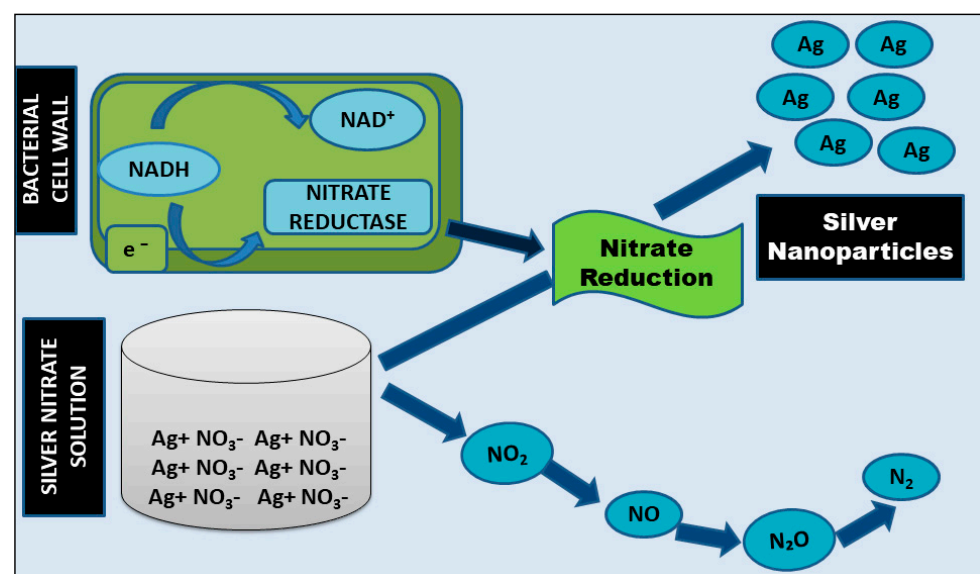 BACTERIAL
CELL WALL
NADH
NAD⁺
NITRATE
REDUCTASE
e⁻
Nitrate
Reduction
Ag Ag
Ag Ag
Ag Ag
Silver
Nanoparticles
SILVER NITRATE
SOLUTION
Ag+ NO₃- Ag+ NO₃-
Ag+ NO₃- Ag+ NO₃-
Ag+ NO₃- Ag+ NO₃-
NO₂
NO
N₂O
N₂